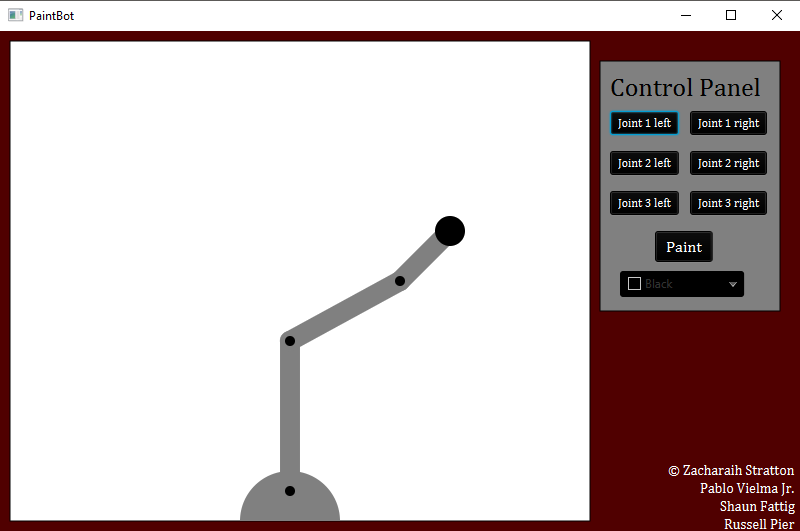 PaintBot
Control Panel
Joint 1 left Joint 1 right
Joint 2 left Joint 2 right
Joint 3 left Joint 3 right
Paint
Black
© Zacharaih Stratton
Pablo Vielma Jr.
Shaun Fattig
Russell Pier